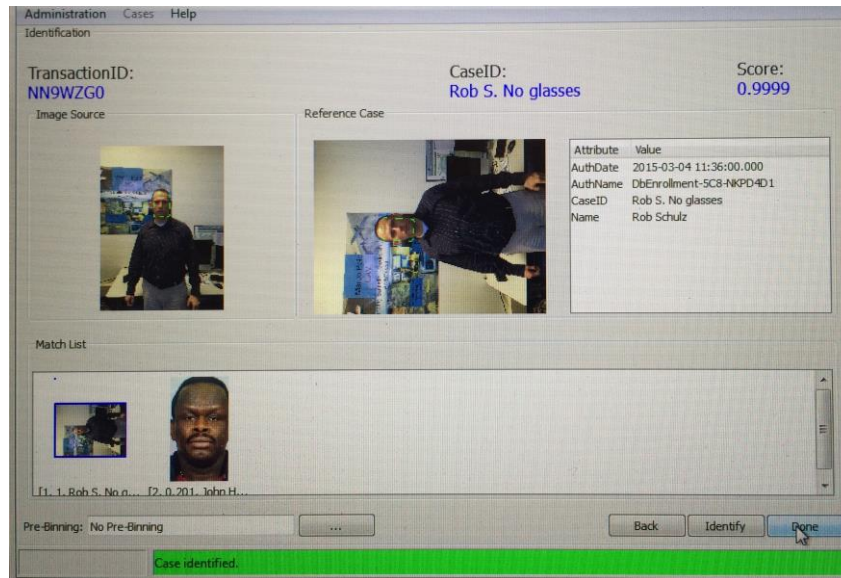 Administration Cases Help
Identification
TransactionID:
NN9WZG0
CaseID:
Rob S. No glasses
Score:
0.9999
Image Source
Reference Case
Attribute Value
AuthDate 2015-03-04 11:36:00.000
AuthName DbEnrollment-5C8-NKPD4D1
CaseID Rob S. No glasses
Name Rob Schulz
Match List
[1. 1. Rob S. No g... [2. 0.201. John H...
Pre-Binning: No Pre-Binning
...
Back
Identify
Done
Case identified.